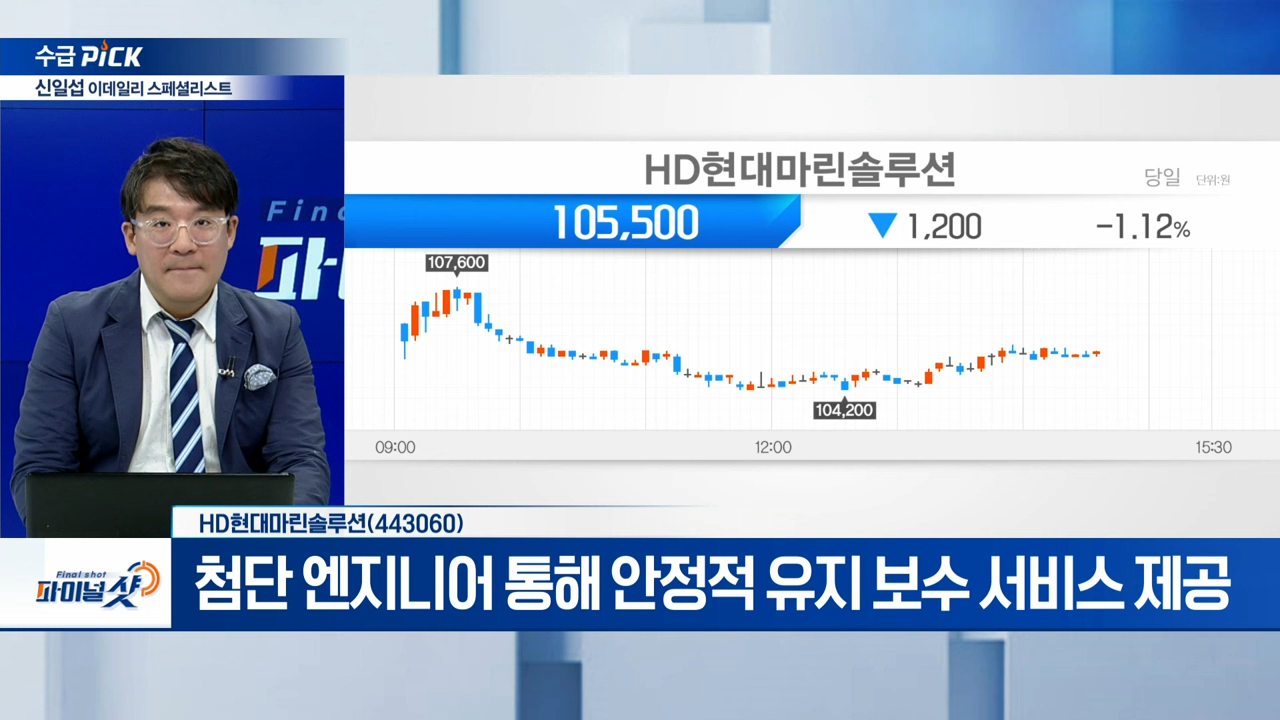 수급 PiCK
신일섭 이데일리 스페셜리스트
HD현대마린솔루션
당일 단위:원
105,500 ▼ 1,200 -1.12%
107,600
104,200
09:00 12:00 15:30
Fina
파이
HD현대마린솔루션(443060)
Final shot
파이널샷
첨단 엔지니어 통해 안정적 유지 보수 서비스 제공